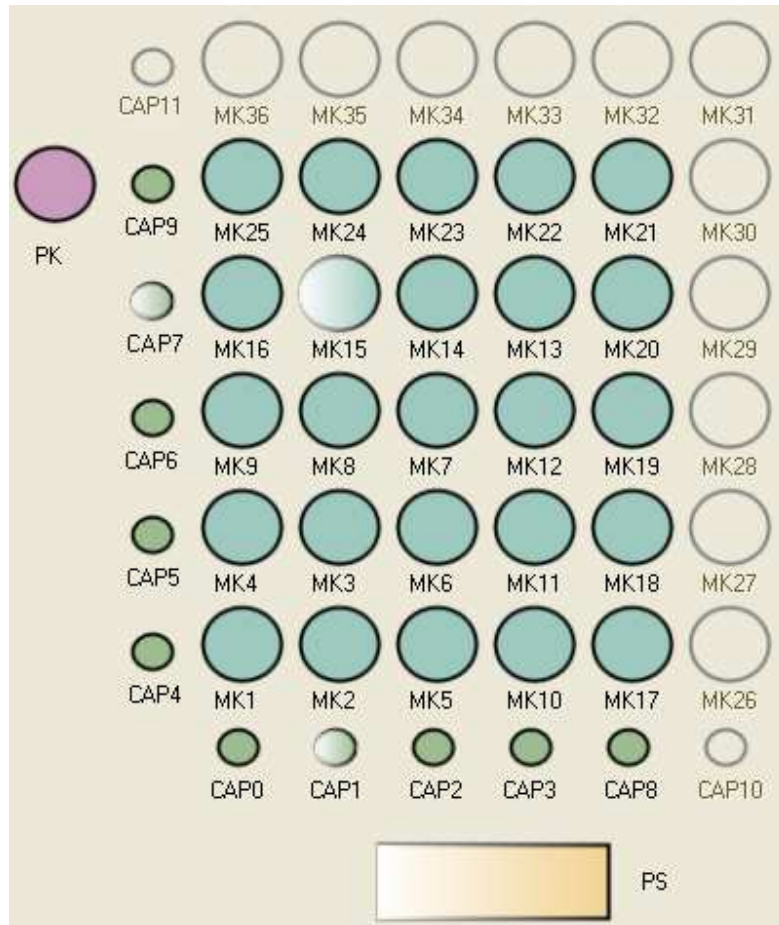 CAP11 MK36 MK35 MK34 MK33 MK32 MK31
PK CAP9 MK25 MK24 MK23 MK22 MK21 MK30
CAP7 MK16 MK15 MK14 MK13 MK20 MK29
CAP6 MK9 MK8 MK7 MK12 MK19 MK28
CAP5 MK4 MK3 MK6 MK11 MK18 MK27
CAP4 MK1 MK2 MK5 MK10 MK17 MK26
CAP0 CAP1 CAP2 CAP3 CAP8 CAP10
PS